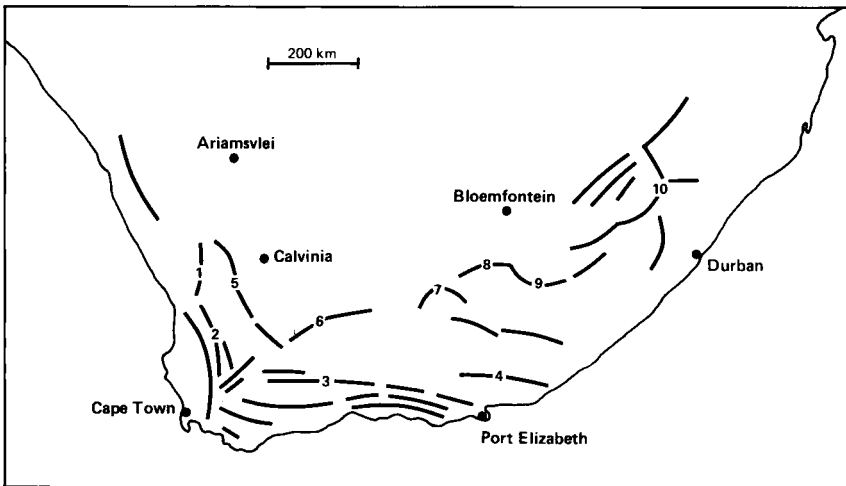 200 km
Ariamsvlei
Bloemfontein
10
Calvinia
Durban
1
5
8
9
7
6
2
3
4
Cape Town
Port Elizabeth